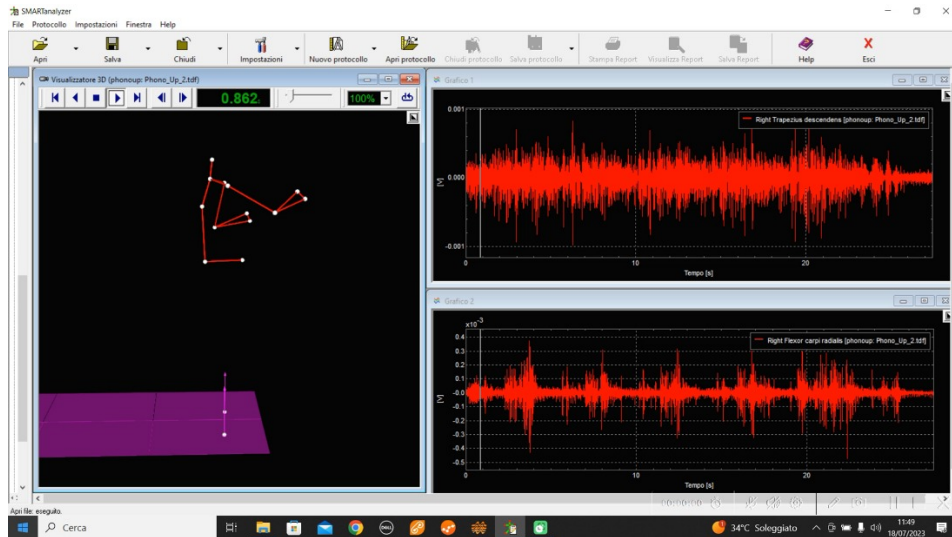 SMARTanalyzer
File Protocollo Impostazioni Finestra Help
Apri Salva Chiudi Impostazioni Nuovo protocollo Apri protocollo Chiudi protocollo Salva protocollo Stampa Report Visualizza Report Salva Report Help Esci
Visualizzatore 3D (phonoup: Phono_Up_2.tdf)
0.862s 100%
Grafico 1
0.001
Right Trapezius descendens [phonoup: Phono_Up_2.tdf]
[V]
0.000
-0.001
0 10 20
Tempo [s]
Grafico 2
x10-3
0.4
Right Flexor carpi radialis [phonoup: Phono_Up_2.tdf]
0.3
0.2
0.1
[V]
-0.0
-0.1
-0.2
-0.3
-0.4
-0.5
0 10 20
Tempo [s]
Apri file: eseguito.
00:00:00
Cerca
DELL
34°C Soleggiato
11:49
18/07/2023